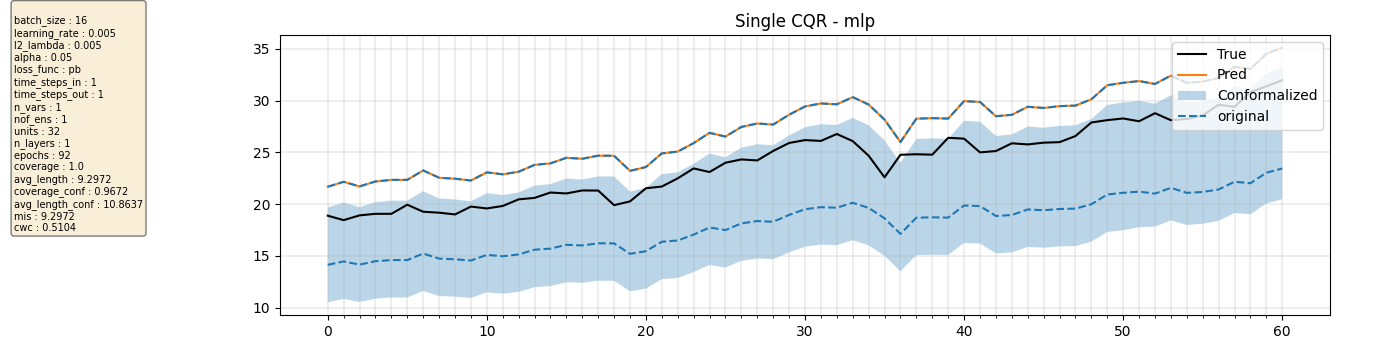 batch_size : 16
learning_rate : 0.005
l2_lambda : 0.005
alpha : 0.05
loss_func : pb
time_steps_in : 1
time_steps_out : 1
n_vars : 1
nof_ens : 1
units : 32
n_layers : 1
epochs : 92
coverage : 1.0
avg_length : 9.2972
coverage_conf : 0.9672
avg_length_conf : 10.8637
mis : 9.2972
cwc : 0.5104
Single CQR - mlp
35
30
25
20
15
10
True
Pred
Conformalized
original
0 10 20 30 40 50 60